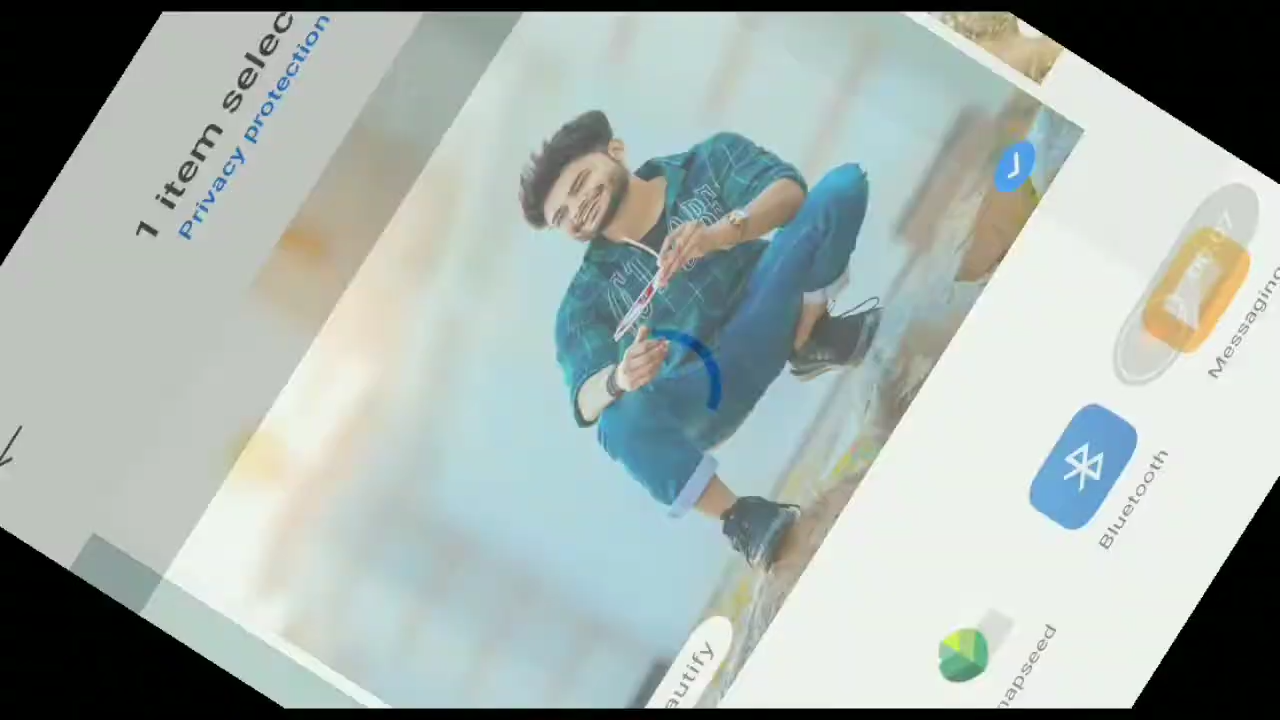 1 item selec
Privacy protection
Messaging
Bluetooth
napseed
autify